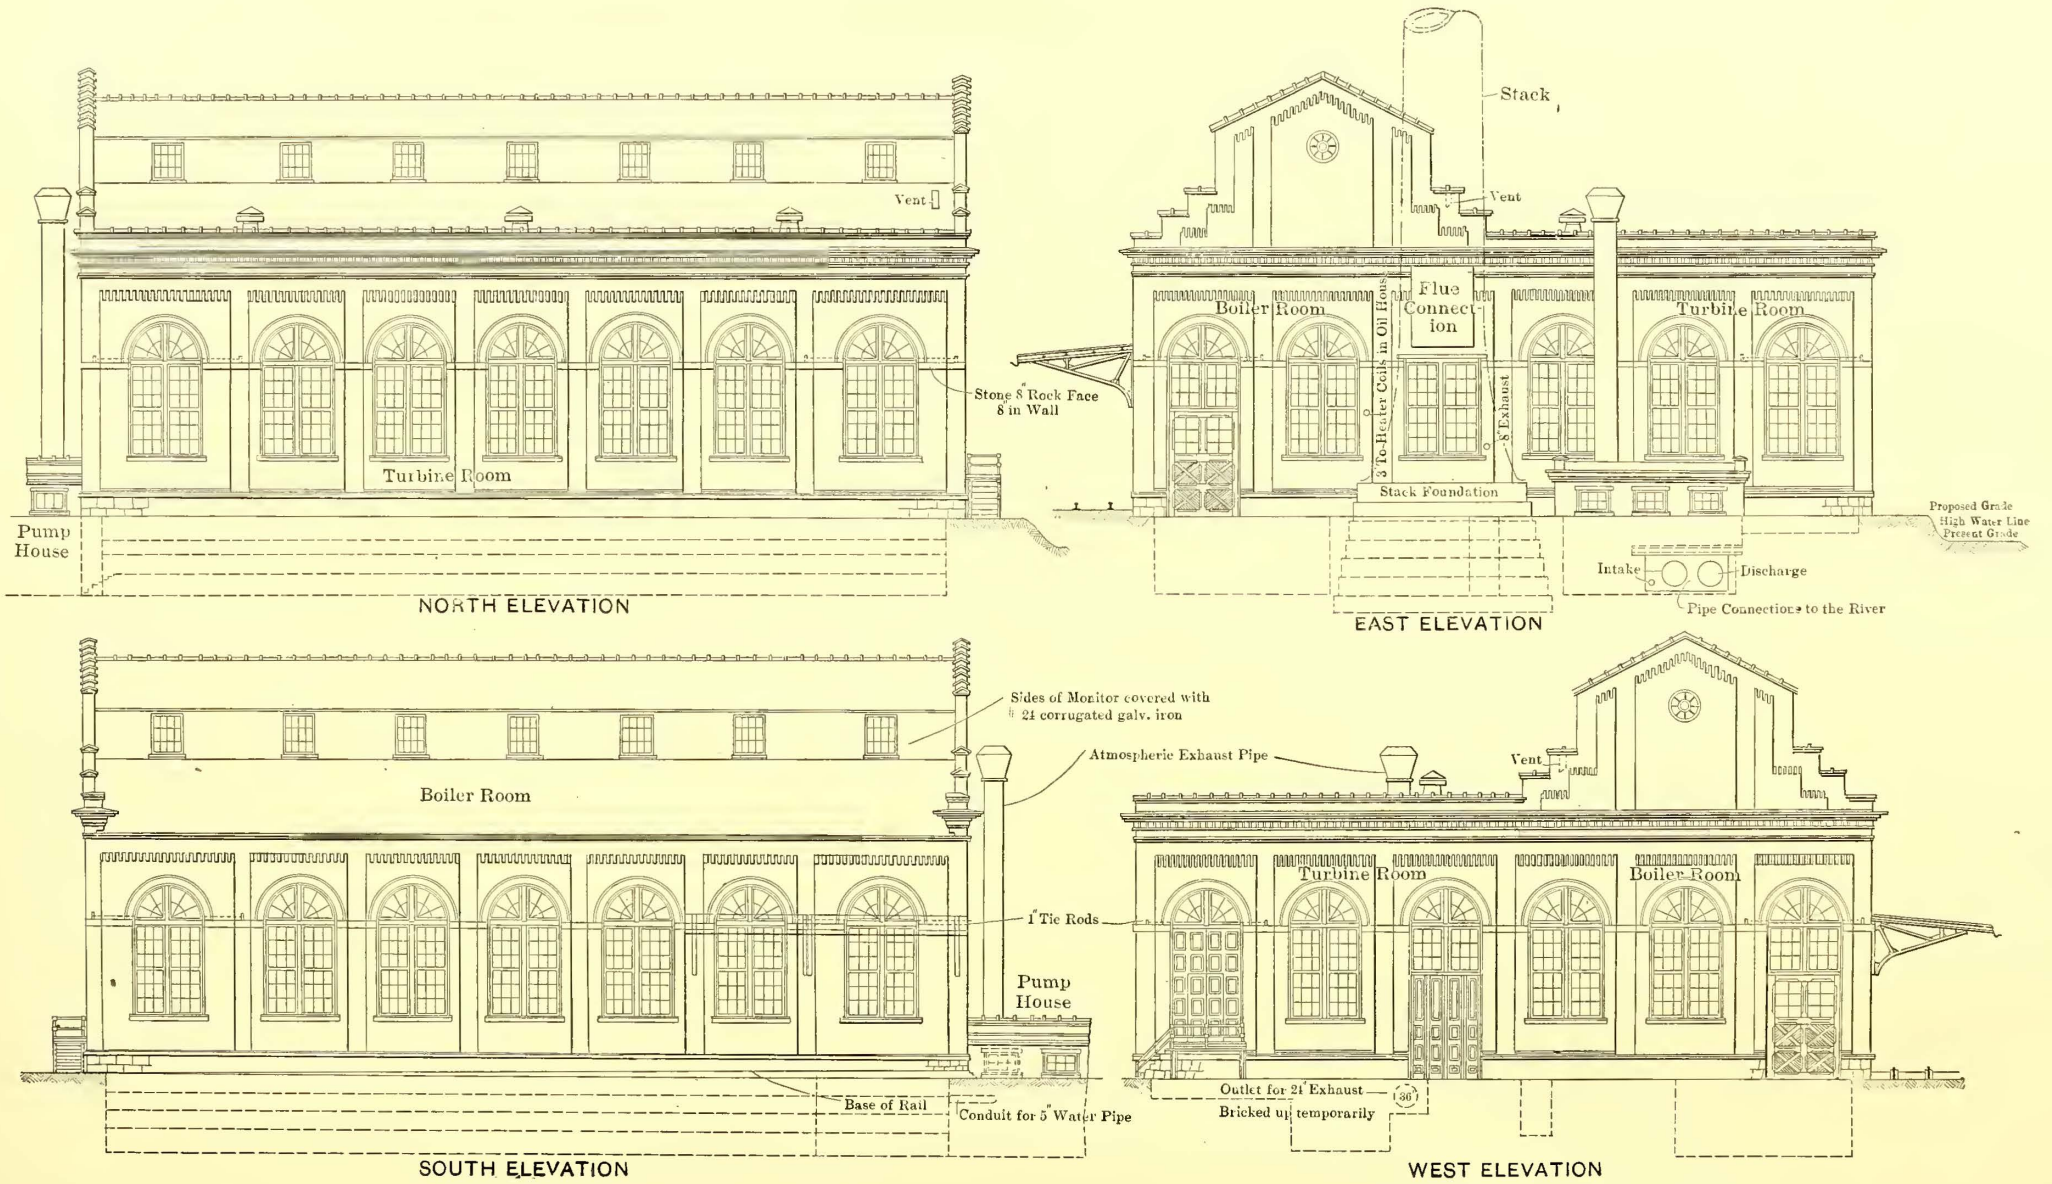 Vent
Stone 8" Rock Face
8" in Wall
Turbine Room
Pump
House
NORTH ELEVATION
Stack
Vent
Boiler Room
Flue
Connect-
ion
Turbine Room
3" To Heater Coils in Oil House
8" Exhaust
Stack Foundation
Proposed Grade
High Water Line
Present Grade
Intake
Discharge
Pipe Connections to the River
EAST ELEVATION
Sides of Monitor covered with
corrugated galv. iron
Atmospheric Exhaust Pipe
Boiler Room
1" Tie Rods
Pump
House
Base of Rail
Conduit for 5" Water Pipe
SOUTH ELEVATION
Vent
Turbine Room
Boiler Room
Outlet for 24" Exhaust
36"
Bricked up temporarily
WEST ELEVATION